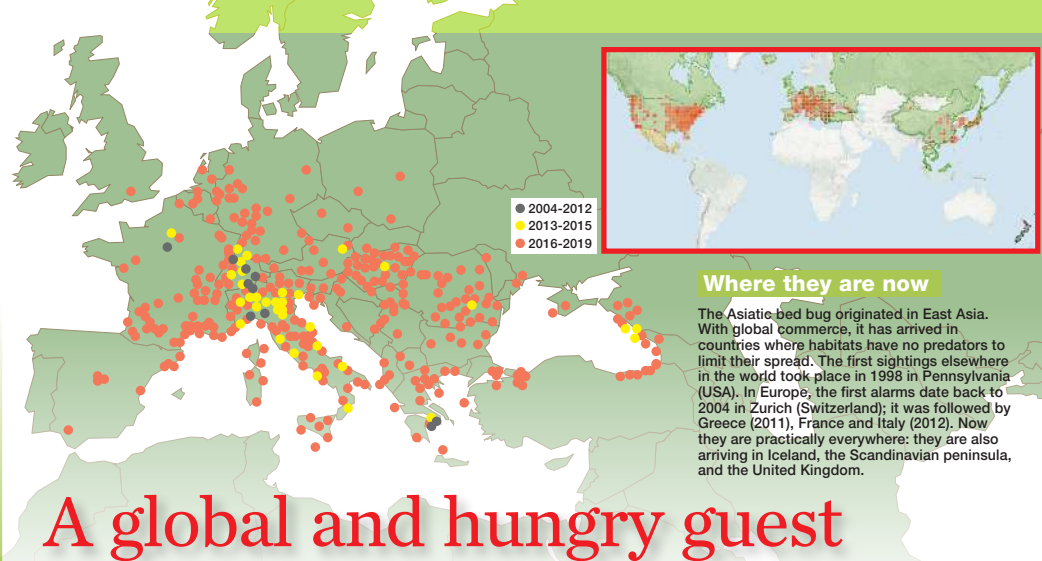 2004-2012
2013-2015
2016-2019
Where they are now
The Asiatic bed bug originated in East Asia.
With global commerce, it has arrived in
countries where habitats have no predators to
limit their spread. The first sightings elsewhere
in the world took place in 1998 in Pennsylvania
(USA). In Europe, the first alarms date back to
2004 in Zurich (Switzerland); it was followed by
Greece (2011), France and Italy (2012). Now
they are practically everywhere: they are also
arriving in Iceland, the Scandinavian peninsula,
and the United Kingdom.
A global and hungry guest